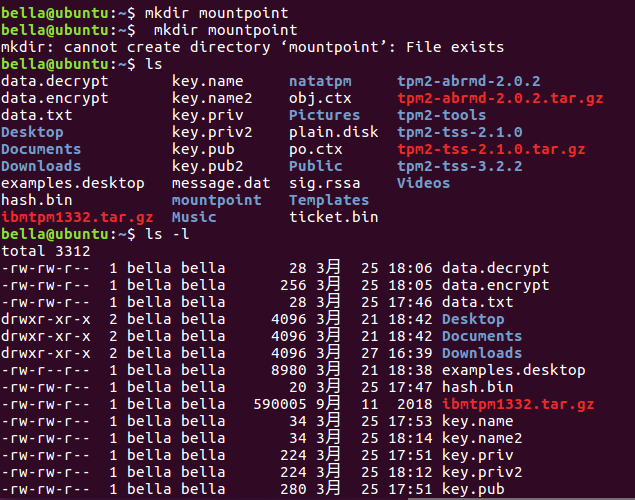 bella@ubuntu:~$ mkdir mountpoint
bella@ubuntu:~$  mkdir mountpoint
mkdir: cannot create directory ‘mountpoint’: File exists
bella@ubuntu:~$ ls
data.decrypt      key.name     natatpm     tpm2-abrmd-2.0.2
data.encrypt      key.name2    obj.ctx     tpm2-abrmd-2.0.2.tar.gz
data.txt          key.priv     Pictures    tpm2-tools
Desktop           key.priv2    plain.disk  tpm2-tss-2.1.0
Documents         key.pub      po.ctx      tpm2-tss-2.1.0.tar.gz
Downloads         key.pub2     Public      tpm2-tss-3.2.2
examples.desktop  message.dat  sig.rssa    Videos
hash.bin          mountpoint   Templates
ibmtpm1332.tar.gz Music        ticket.bin
bella@ubuntu:~$ ls -l
total 3312
-rw-rw-r--  1 bella bella      28 3月  25 18:06 data.decrypt
-rw-rw-r--  1 bella bella     256 3月  25 18:05 data.encrypt
-rw-rw-r--  1 bella bella      28 3月  25 17:46 data.txt
drwxr-xr-x  2 bella bella    4096 3月  21 18:42 Desktop
drwxr-xr-x  2 bella bella    4096 3月  21 18:42 Documents
drwxr-xr-x  2 bella bella    4096 3月  27 16:39 Downloads
-rw-r--r--  1 bella bella    8980 3月  21 18:38 examples.desktop
-rw-rw-r--  1 bella bella      20 3月  25 17:47 hash.bin
-rw-rw-r--  1 bella bella  590005 9月  11  2018 ibmtpm1332.tar.gz
-rw-rw-r--  1 bella bella      34 3月  25 17:53 key.name
-rw-rw-r--  1 bella bella      34 3月  25 18:14 key.name2
-rw-rw-r--  1 bella bella     224 3月  25 17:51 key.priv
-rw-rw-r--  1 bella bella     224 3月  25 18:12 key.priv2
-rw-rw-r--  1 bella bella     280 3月  25 17:51 key.pub